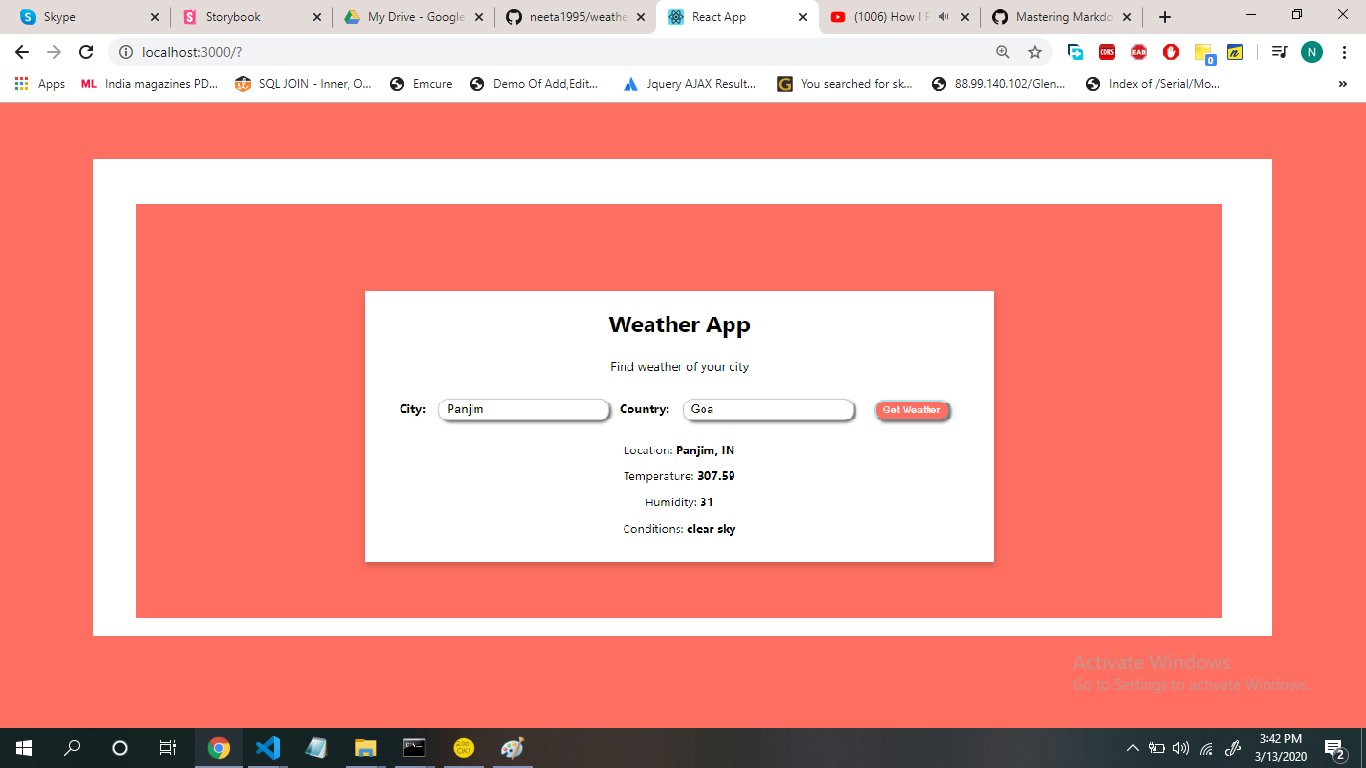 Skype Storybook My Drive - Google neeta1995/weathe React App (1006) How I F Mastering Markdo
localhost:3000/? N
Apps ML India magazines PD... SQL JOIN - Inner, O... Emcure Demo Of Add,Edit... Jquery AJAX Result... You searched for sk... 88.99.140.102/Glen... Index of /Serial/Mo... »
Weather App
Find weather of your city
City: Panjim Country: Goa Get Weather
Location: Panjim, IN
Temperature: 307.59
Humidity: 31
Conditions: clear sky
Activate Windows
Go to Settings to activate Windows.
3:42 PM
3/13/2020 2